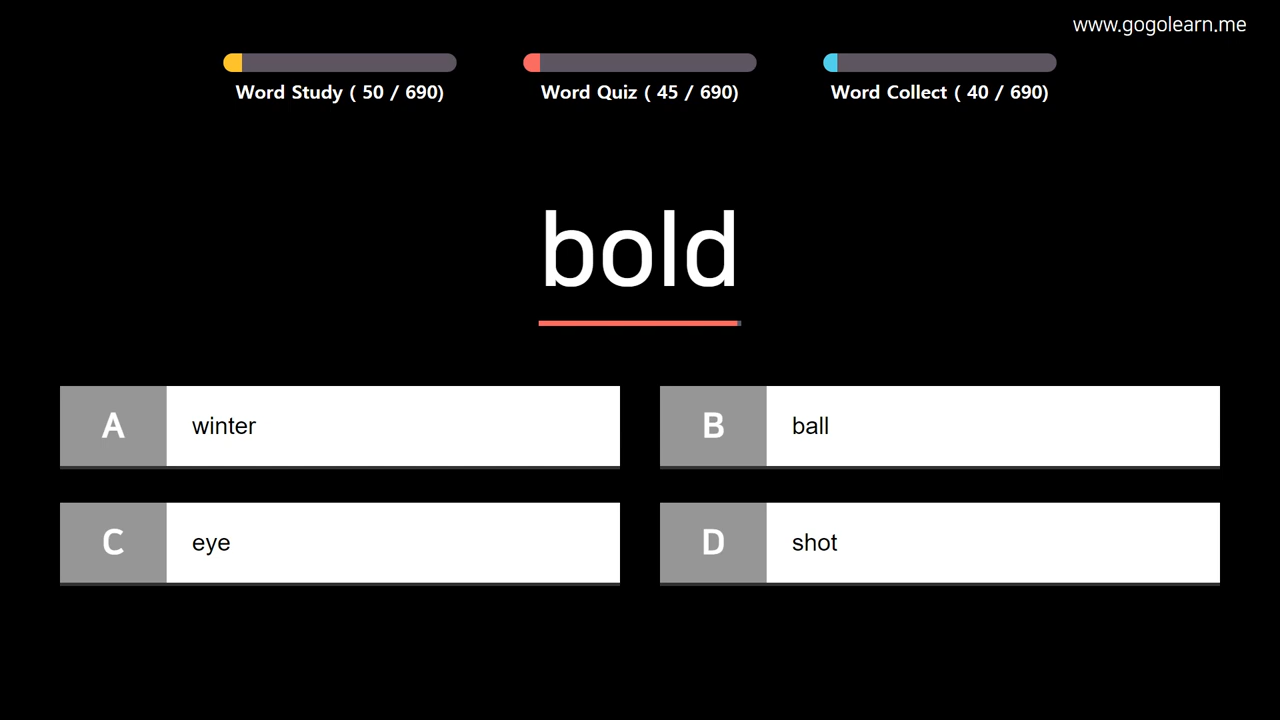 www.gogolearn.me
Word Study ( 50 / 690)
Word Quiz ( 45 / 690)
Word Collect ( 40 / 690)
bold
A winter
B ball
C eye
D shot